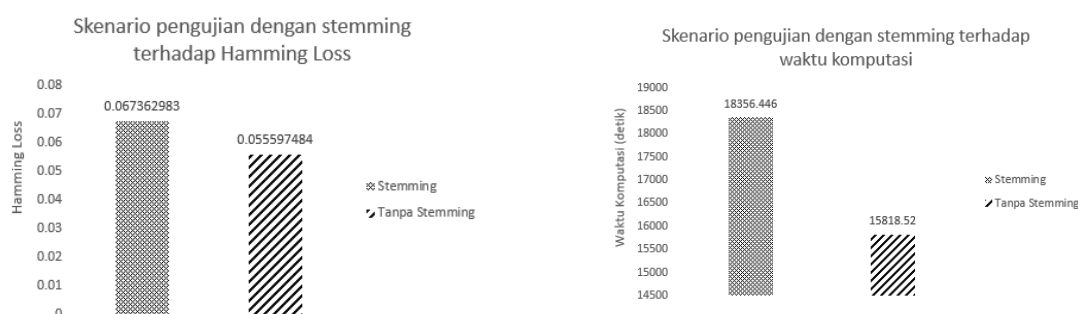 Skenario pengujian dengan stemming
terhadap Hamming Loss
0.08
0.07
0.06
0.05
0.04
0.03
0.02
0.01
0
Hamming Loss
0.067362983
0.055597484
Stemming
Tanpa Stemming
Skenario pengujian dengan stemming terhadap
waktu komputasi
19000
18500
18000
17500
17000
16500
16000
15500
15000
14500
Waktu Komputasi (detik)
18356.446
15818.52
Stemming
Tanpa Stemming